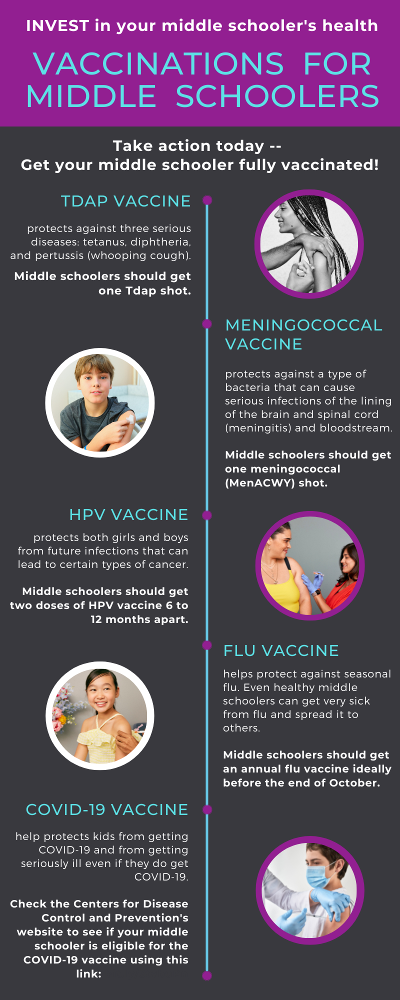 INVEST in your middle schooler's health
VACCINATIONS FOR
MIDDLE SCHOOLERS
Take action today --
Get your middle schooler fully vaccinated!
TDAP VACCINE
protects against three serious
diseases: tetanus, diphtheria,
and pertussis (whooping cough).
Middle schoolers should get
one Tdap shot.
MENINGOCOCCAL
VACCINE
protects against a type of
bacteria that can cause
serious infections of the lining
of the brain and spinal cord
(meningitis) and bloodstream.
Middle schoolers should get
one meningococcal
(MenACWY) shot.
HPV VACCINE
protects both girls and boys
from future infections that can
lead to certain types of cancer.
Middle schoolers should get
two doses of HPV vaccine 6 to
12 months apart.
FLU VACCINE
helps protect against seasonal
flu. Even healthy middle
schoolers can get very sick
from flu and spread it to
others.
Middle schoolers should get
an annual flu vaccine ideally
before the end of October.
COVID-19 VACCINE
help protects kids from getting
COVID-19 and from getting
seriously ill even if they do get
COVID-19.
Check the Centers for Disease
Control and Prevention's
website to see if your middle
schooler is eligible for the
COVID-19 vaccine using this
link: